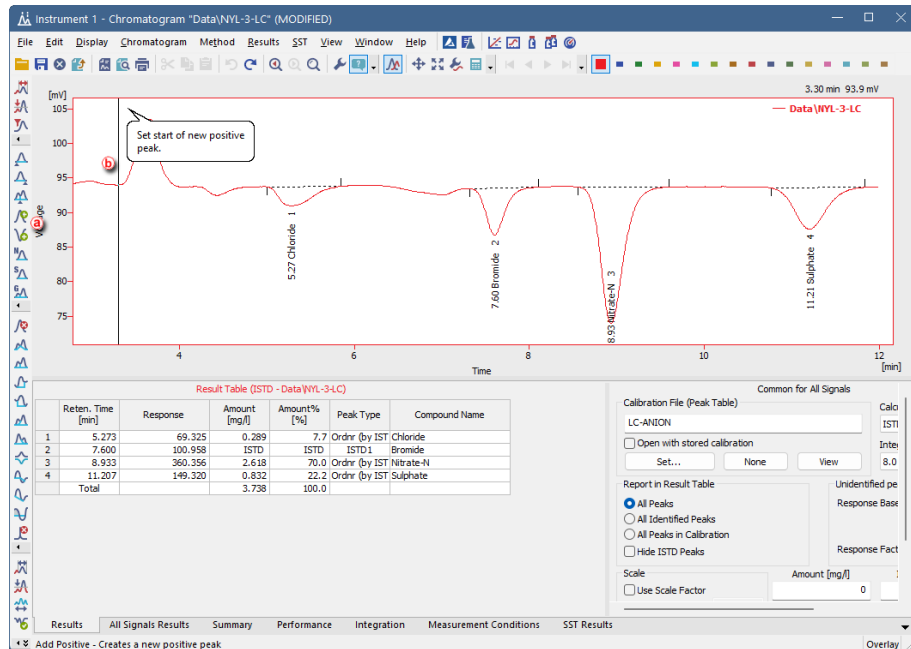 Instrument 1 - Chromatogram "Data\NYL-3-LC" (MODIFIED)
File Edit Display Chromatogram Method Results SST View Window Help
3.30 min 93.9 mV
[mV]
Data\NYL-3-LC
105
100
95
90
85
80
75
Set start of new positive
peak.
b
a
5.27 Chloride 1
7.60 Bromide 2
8.93 Nitrate-N 3
11.21 Sulphate 4
4 6 8 10 12
Time [min]
Result Table (ISTD - Data\NYL-3-LC)
Reten. Time [min] Response Amount [mg/l] Amount% [%] Peak Type Compound Name
1 5.273 69.325 0.289 7.7 Ordnr (by IST Chloride
2 7.600 100.958 ISTD ISTD ISTD1 Bromide
3 8.933 360.356 2.618 70.0 Ordnr (by IST Nitrate-N
4 11.207 149.320 0.832 22.2 Ordnr (by IST Sulphate
Total 3.738 100.0
Common for All Signals
Calibration File (Peak Table)
LC-ANION
Open with stored calibration
Set... None View
Report in Result Table
All Peaks
All Identified Peaks
All Peaks in Calibration
Hide ISTD Peaks
Scale
Use Scale Factor
Unidentified pe
Response Base
Response Fact
Amount [mg/l]
0
8.0
Results All Signals Results Summary Performance Integration Measurement Conditions SST Results
Add Positive - Creates a new positive peak
Overlay